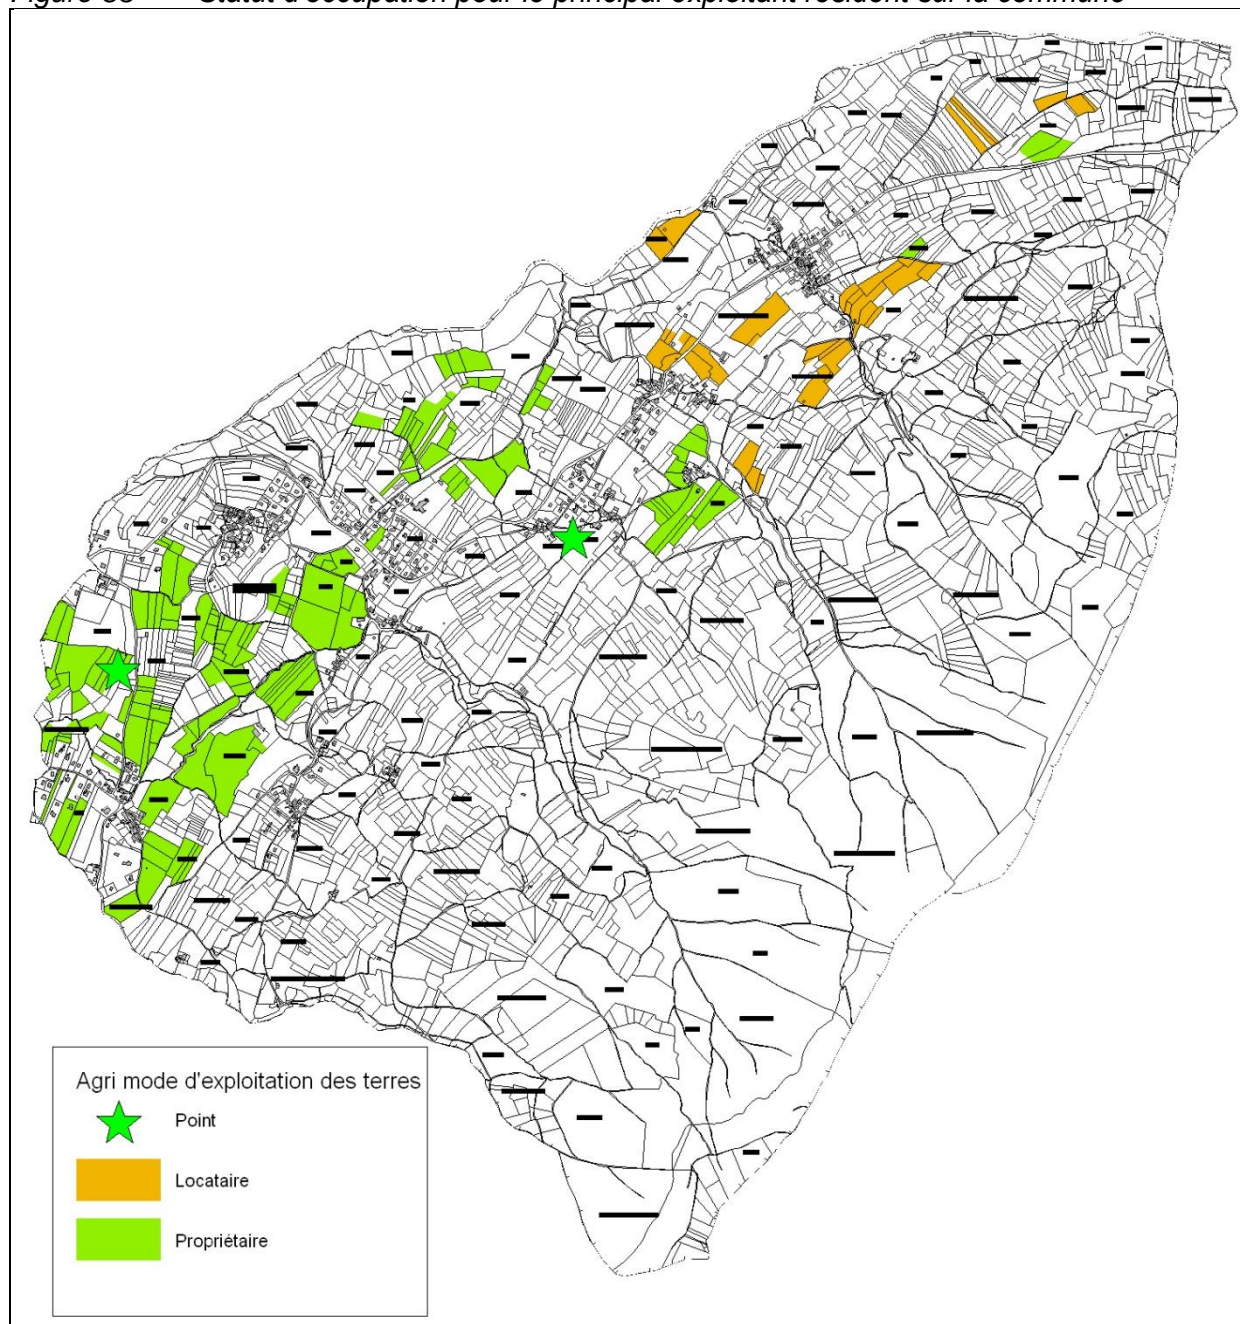 Statut d'occupation pour le principal exploitant résident sur la commune
Agri mode d'exploitation des terres
Point
Locataire
Propriétaire